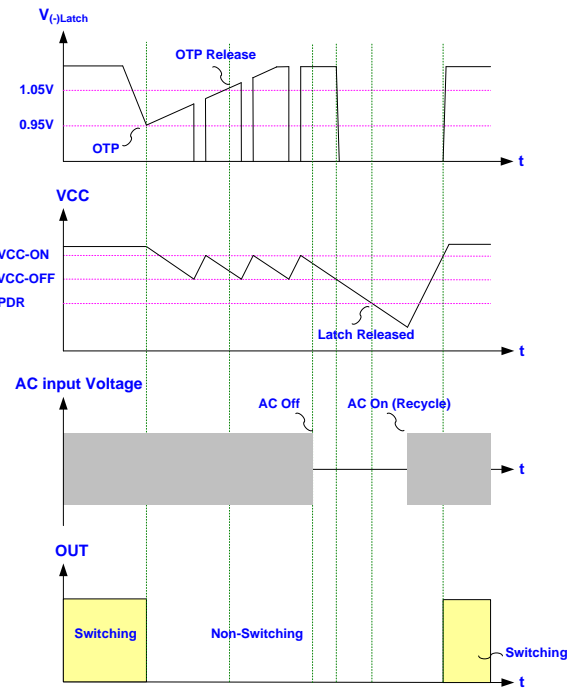 V(-)Latch
OTP Release
1.05V
0.95V
OTP
t
VCC
VCC-ON
VCC-OFF
PDR
Latch Released
t
AC input Voltage
AC Off
AC On (Recycle)
t
OUT
Switching
Non-Switching
Switching
t